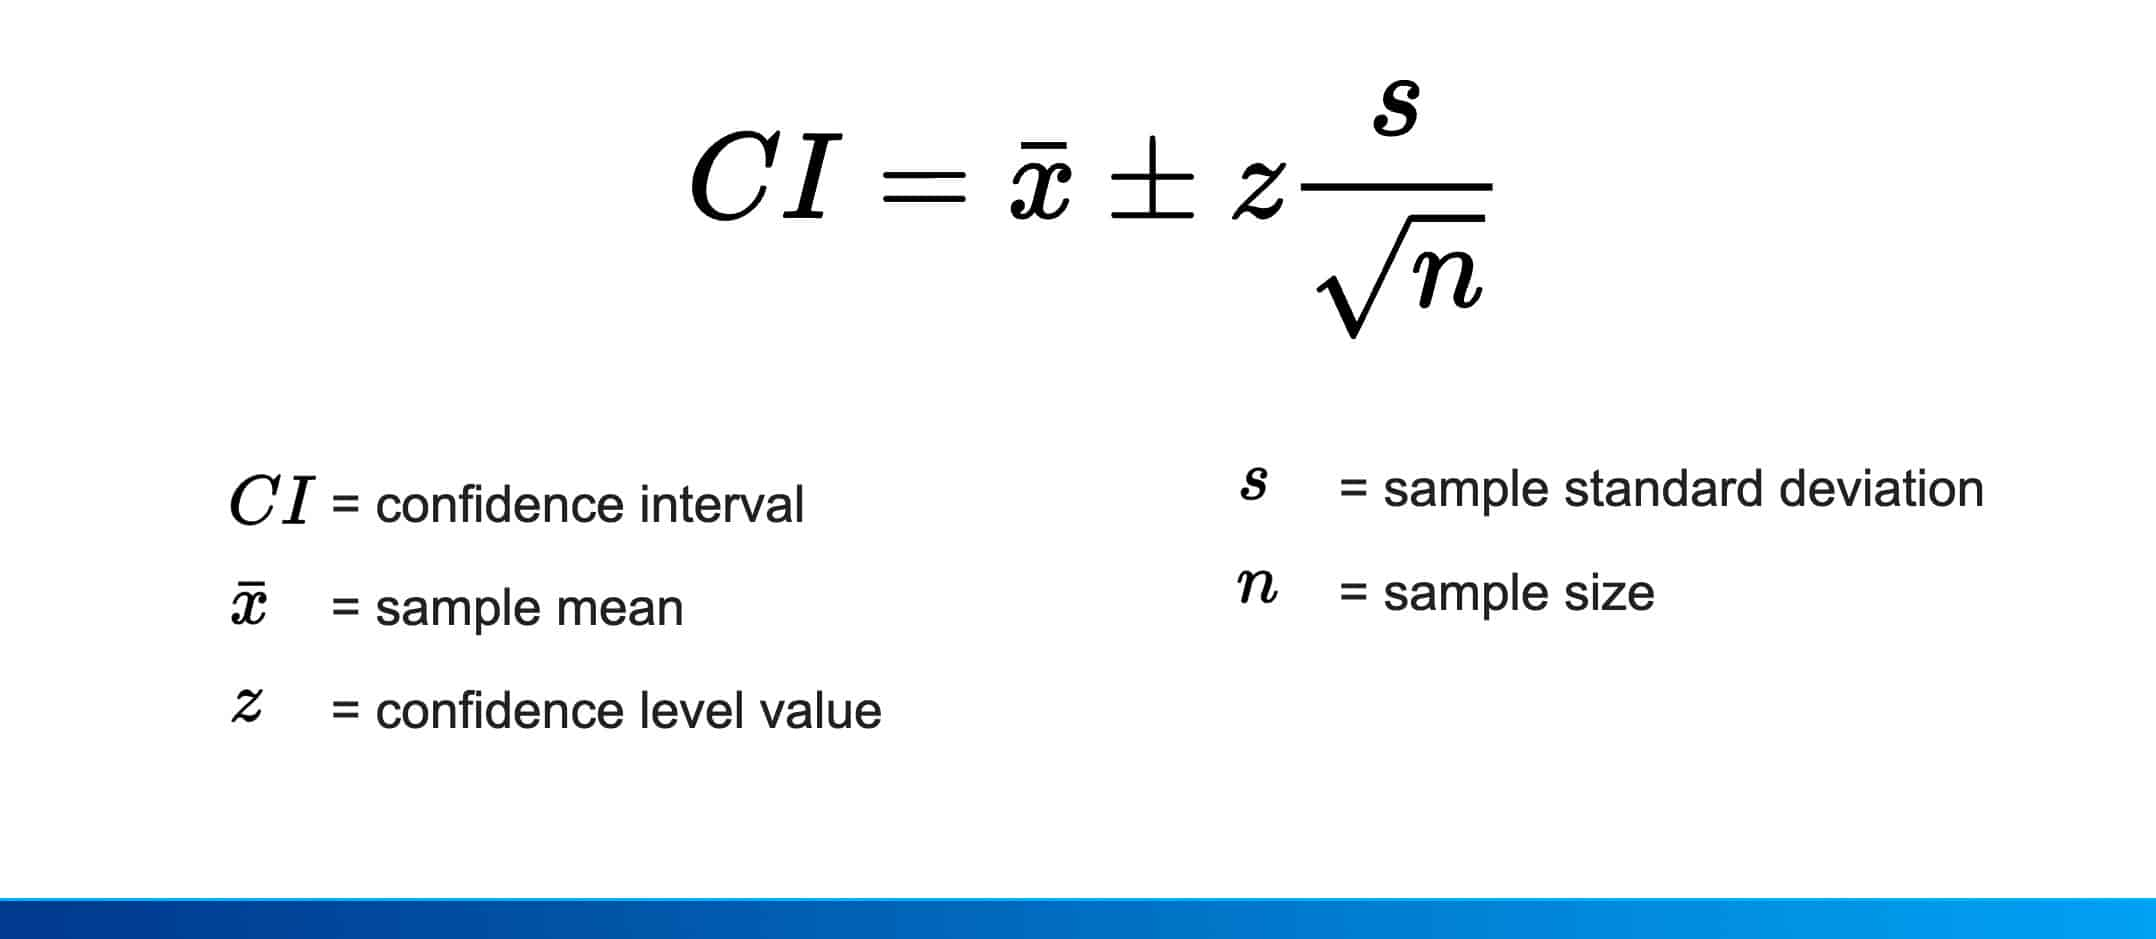 CI = x̄ ± z s/√n
CI = confidence interval
x̄ = sample mean
z = confidence level value
s = sample standard deviation
n = sample size